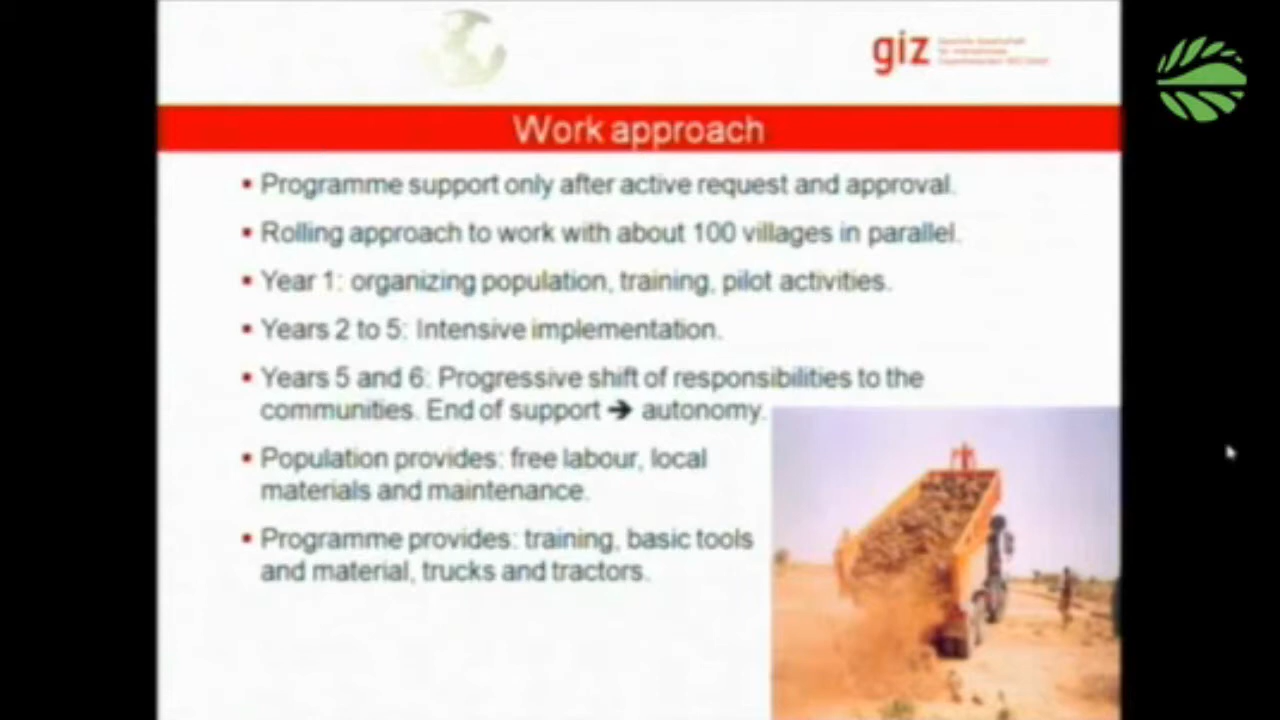 giz
Work approach
▪ Programme support only after active request and approval.
▪ Rolling approach to work with about 100 villages in parallel.
▪ Year 1: organizing population, training, pilot activities.
▪ Years 2 to 5: Intensive implementation.
▪ Years 5 and 6: Progressive shift of responsibilities to the
communities. End of support ➔ autonomy.
▪ Population provides: free labour, local
materials and maintenance.
▪ Programme provides: training, basic tools
and material, trucks and tractors.